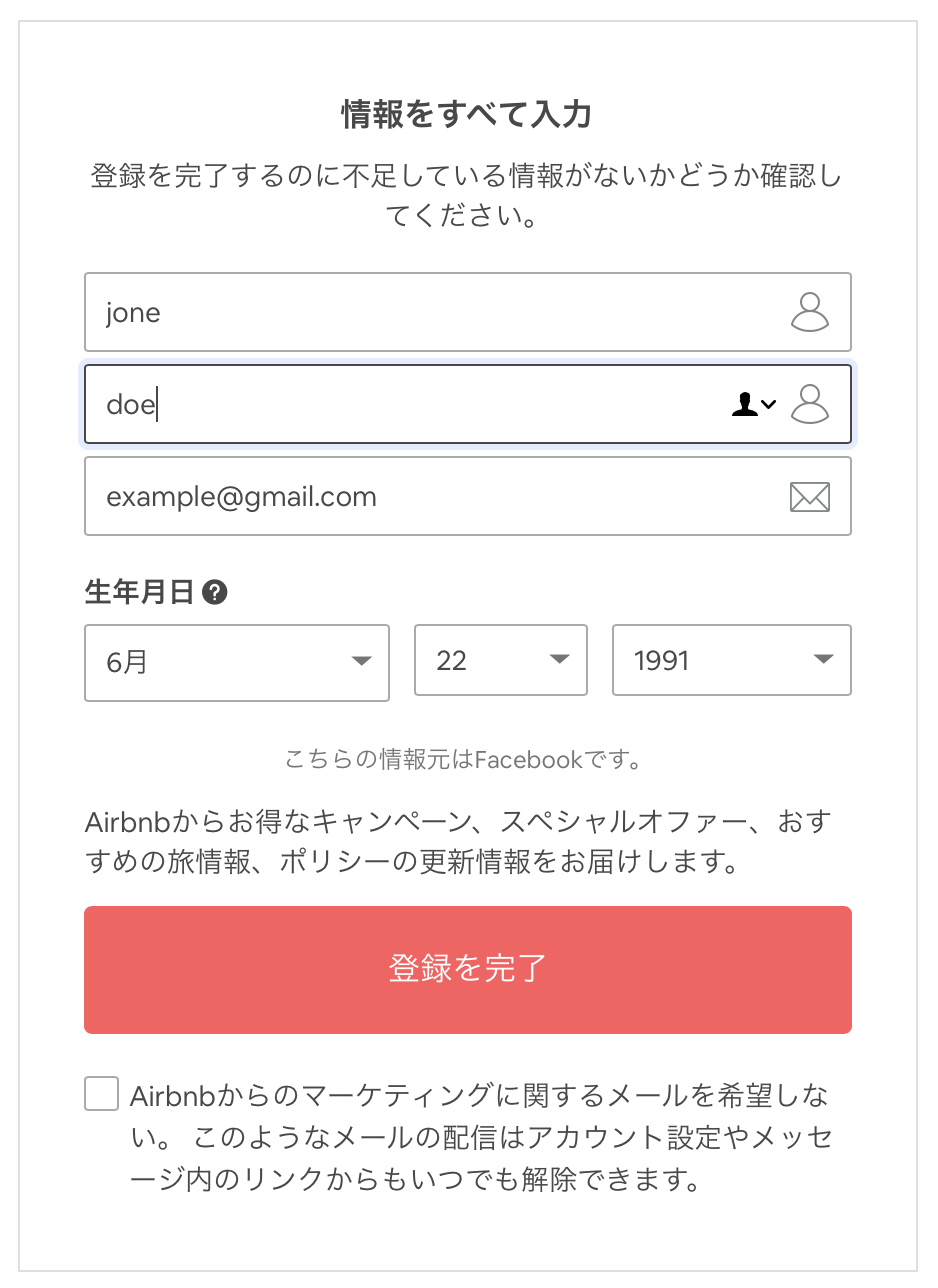 情報をすべて入力
登録を完了するのに不足している情報がないかどうか確認し
てください。
jone
doe
example@gmail.com
生年月日 ?
6月 22 1991
こちらの情報元はFacebookです。
Airbnbからお得なキャンペーン、スペシャルオファー、おす
すめの旅情報、ポリシーの更新情報をお届けします。
登録を完了
Airbnbからのマーケティングに関するメールを希望しな
い。 このようなメールの配信はアカウント設定やメッセ
ージ内のリンクからもいつでも解除できます。